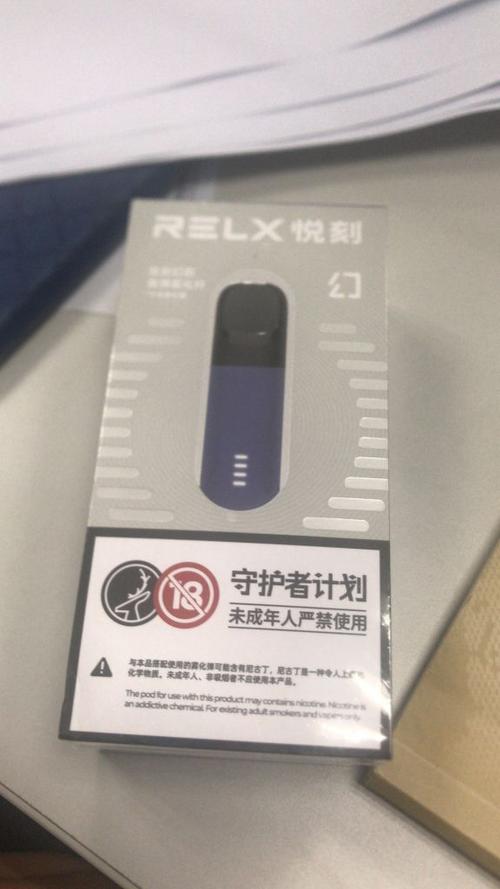 RELX 悦刻
幻
18
守护者计划
未成年人严禁使用
与本品搭配使用的雾化弹可能含有尼古丁，尼古丁是一种令人上瘾的
化学物质。未成年人、非吸烟者不应使用本产品。
The pod for use with this product may contains nicotine. Nicotine is
an addictive chemical. For existing adult smokers and vapers only.